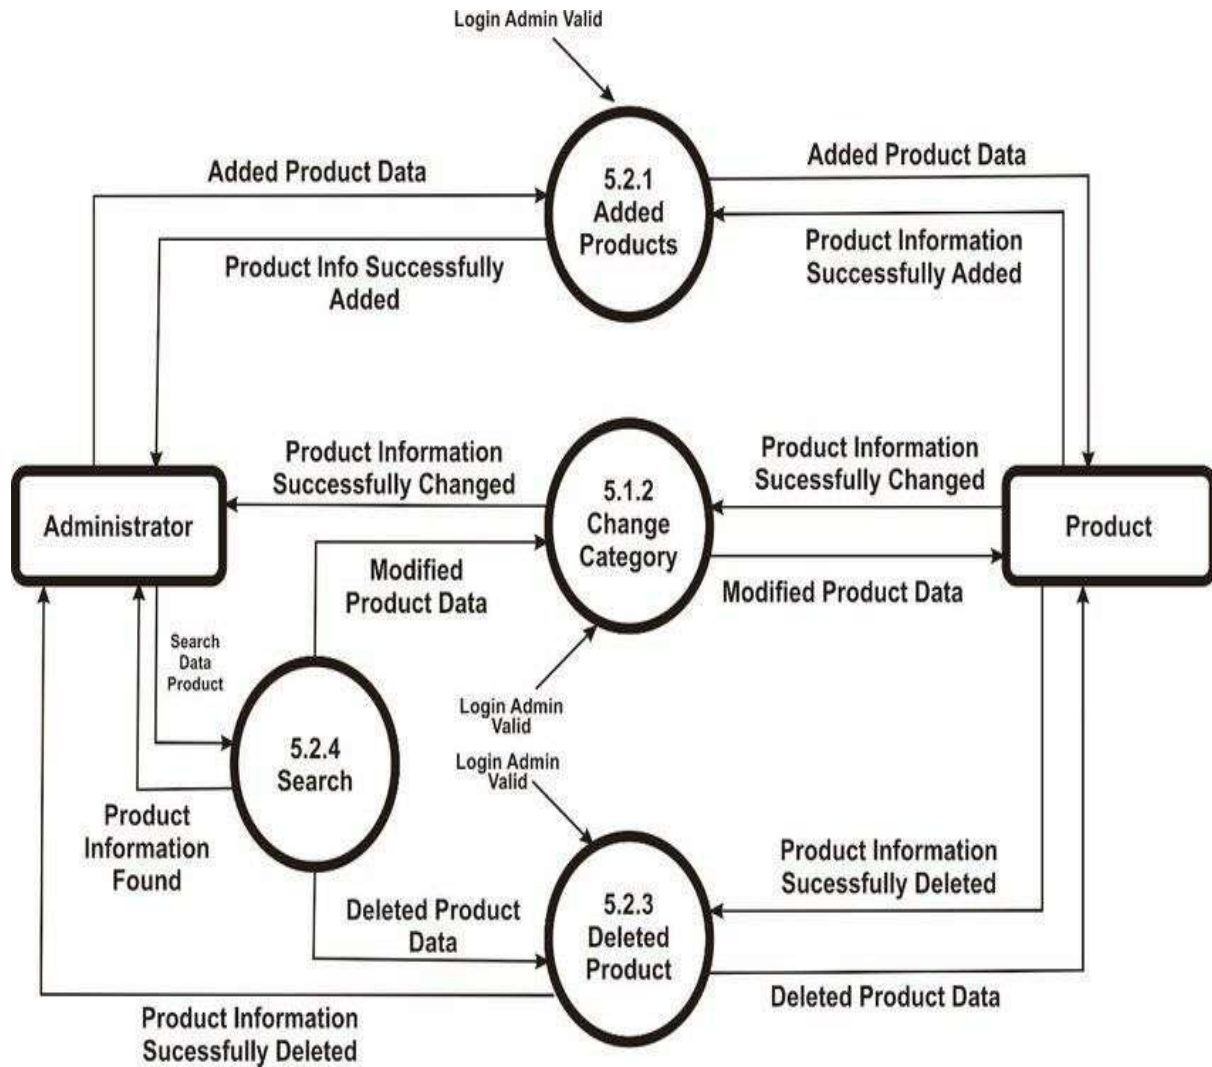 Login Admin Valid
Added Product Data
5.2.1
Added
Products
Added Product Data
Product Info Successfully
Added
Product Information
Successfully Added
Product Information
Successfully Changed
5.1.2
Change
Category
Product Information
Sucessfully Changed
Administrator
Product
Modified
Product Data
Modified Product Data
Search
Data
Product
Login Admin
Valid
5.2.4
Search
Login Admin
Valid
Product
Information
Found
Product Information
Sucessfully Deleted
5.2.3
Deleted
Product
Deleted Product
Data
Deleted Product Data
Product Information
Sucessfully Deleted